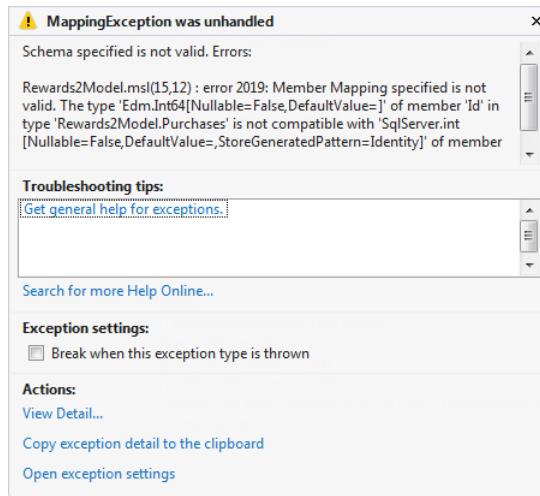 MappingException was unhandled
Schema specified is not valid. Errors:
Rewards2Model.msl(15,12) : error 2019: Member Mapping specified is not
valid. The type 'Edm.Int64[Nullable=False,DefaultValue=]' of member 'Id' in
type 'Rewards2Model.Purchases' is not compatible with 'SqlServer.int
[Nullable=False,DefaultValue=,StoreGeneratedPattern=Identity]' of member
Troubleshooting tips:
Get general help for exceptions.
Search for more Help Online...
Exception settings:
Break when this exception type is thrown
Actions:
View Detail...
Copy exception detail to the clipboard
Open exception settings